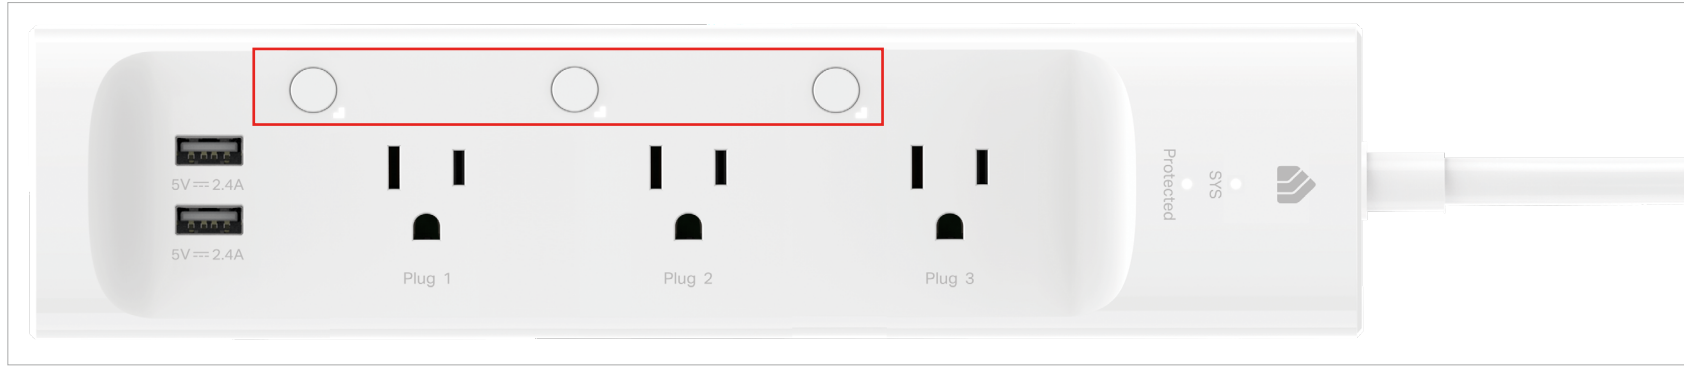 5V⎓2.4A
5V⎓2.4A
Plug 1
Plug 2
Plug 3
Protected
SYS